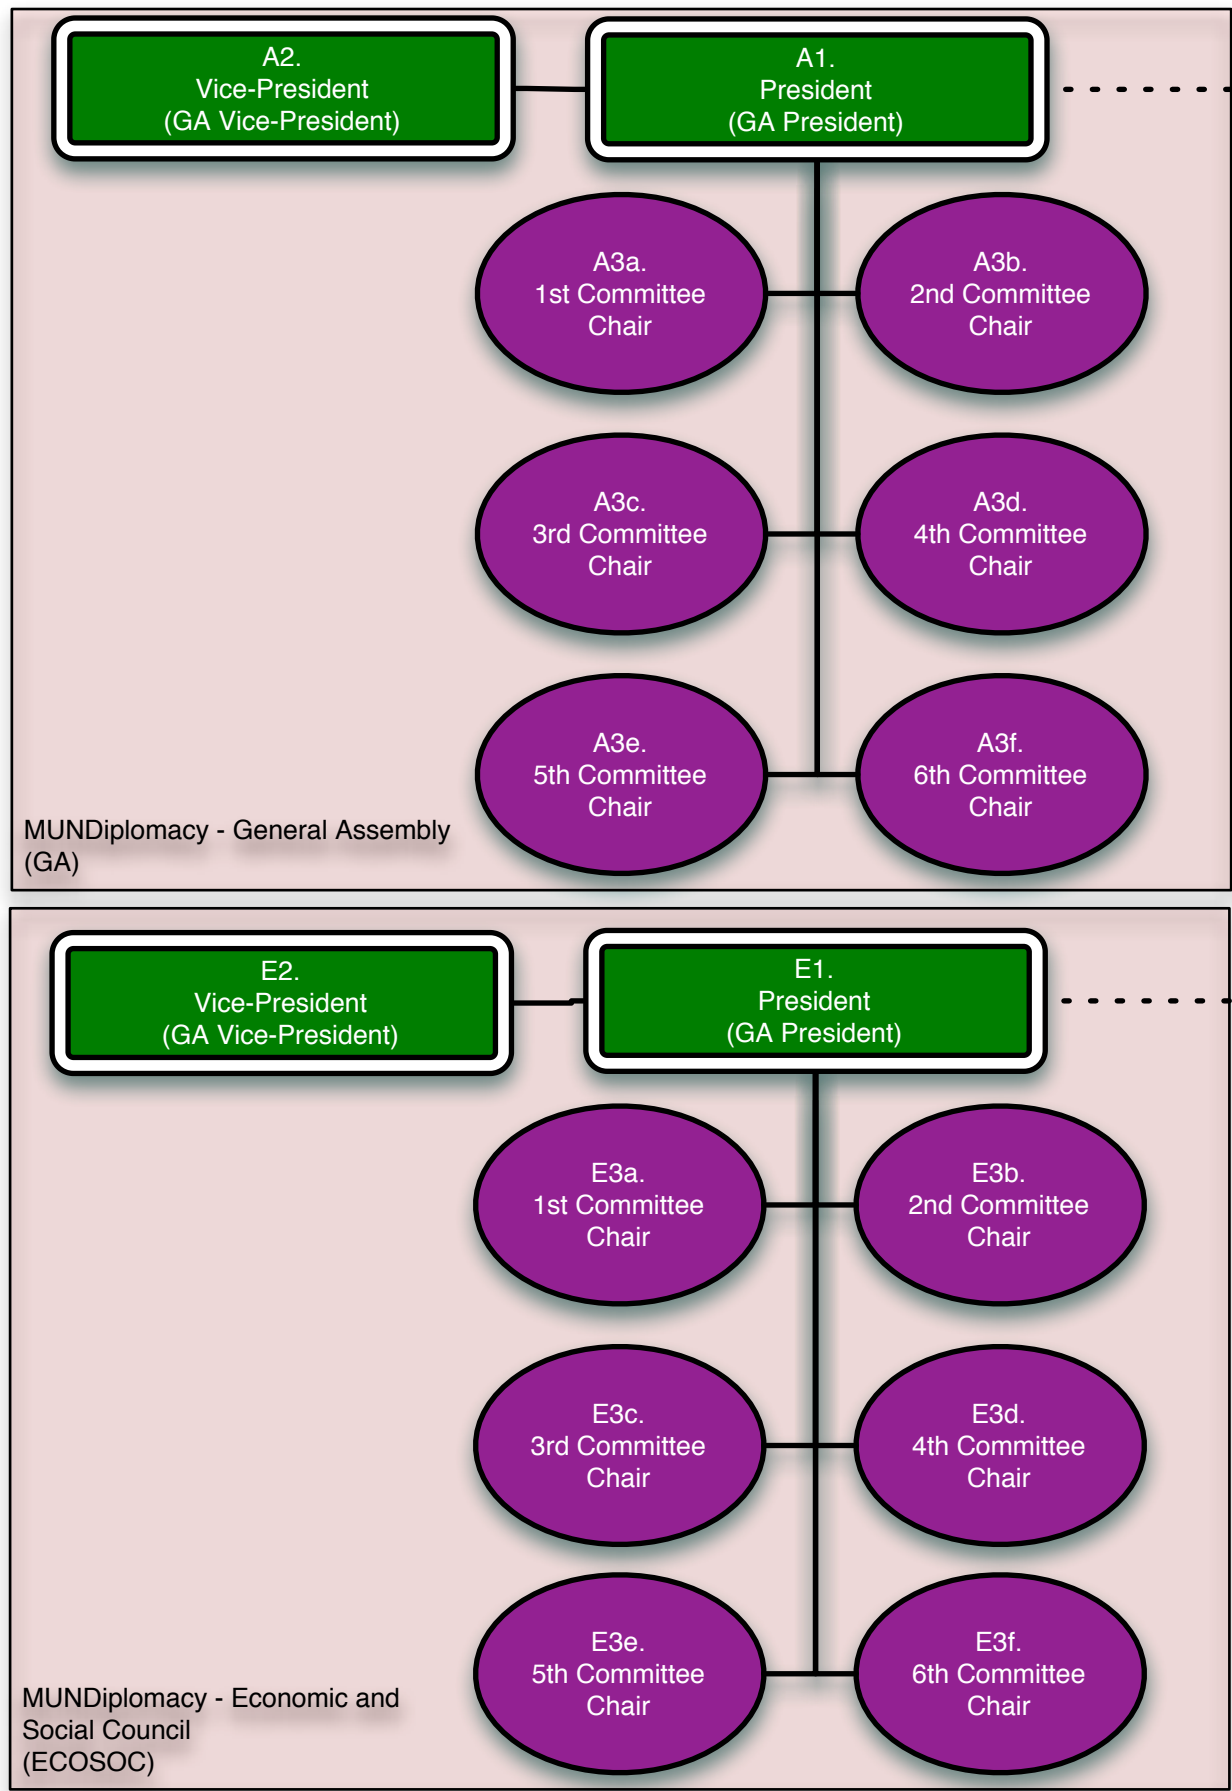 A2.
Vice-President
(GA Vice-President)
A1.
President
(GA President)
A3a.
1st Committee
Chair
A3b.
2nd Committee
Chair
A3c.
3rd Committee
Chair
A3d.
4th Committee
Chair
A3e.
5th Committee
Chair
A3f.
6th Committee
Chair
MUNDiplomacy - General Assembly
(GA)
E2.
Vice-President
(GA Vice-President)
E1.
President
(GA President)
E3a.
1st Committee
Chair
E3b.
2nd Committee
Chair
E3c.
3rd Committee
Chair
E3d.
4th Committee
Chair
E3e.
5th Committee
Chair
E3f.
6th Committee
Chair
MUNDiplomacy - Economic and
Social Council
(ECOSOC)